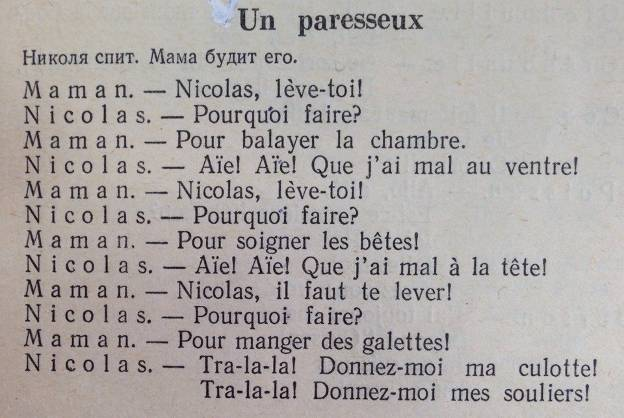 Un paresseux
Николя спит. Мама будит его.
Maman. — Nicolas, lève-toi!
Nicolas. — Pourquoi faire?
Maman. — Pour balayer la chambre.
Nicolas. — Aïe! Aïe! Que j'ai mal au ventre!
Maman. — Nicolas, lève-toi!
Nicolas. — Pourquoi faire?
Maman. — Pour soigner les bêtes!
Nicolas. — Aïe! Aïe! Que j'ai mal à la tête!
Maman. — Nicolas, il faut te lever!
Nicolas. — Pourquoi faire?
Maman. — Pour manger des galettes!
Nicolas. — Tra-la-la! Donnez-moi ma culotte!
Tra-la-la! Donnez-moi mes souliers!